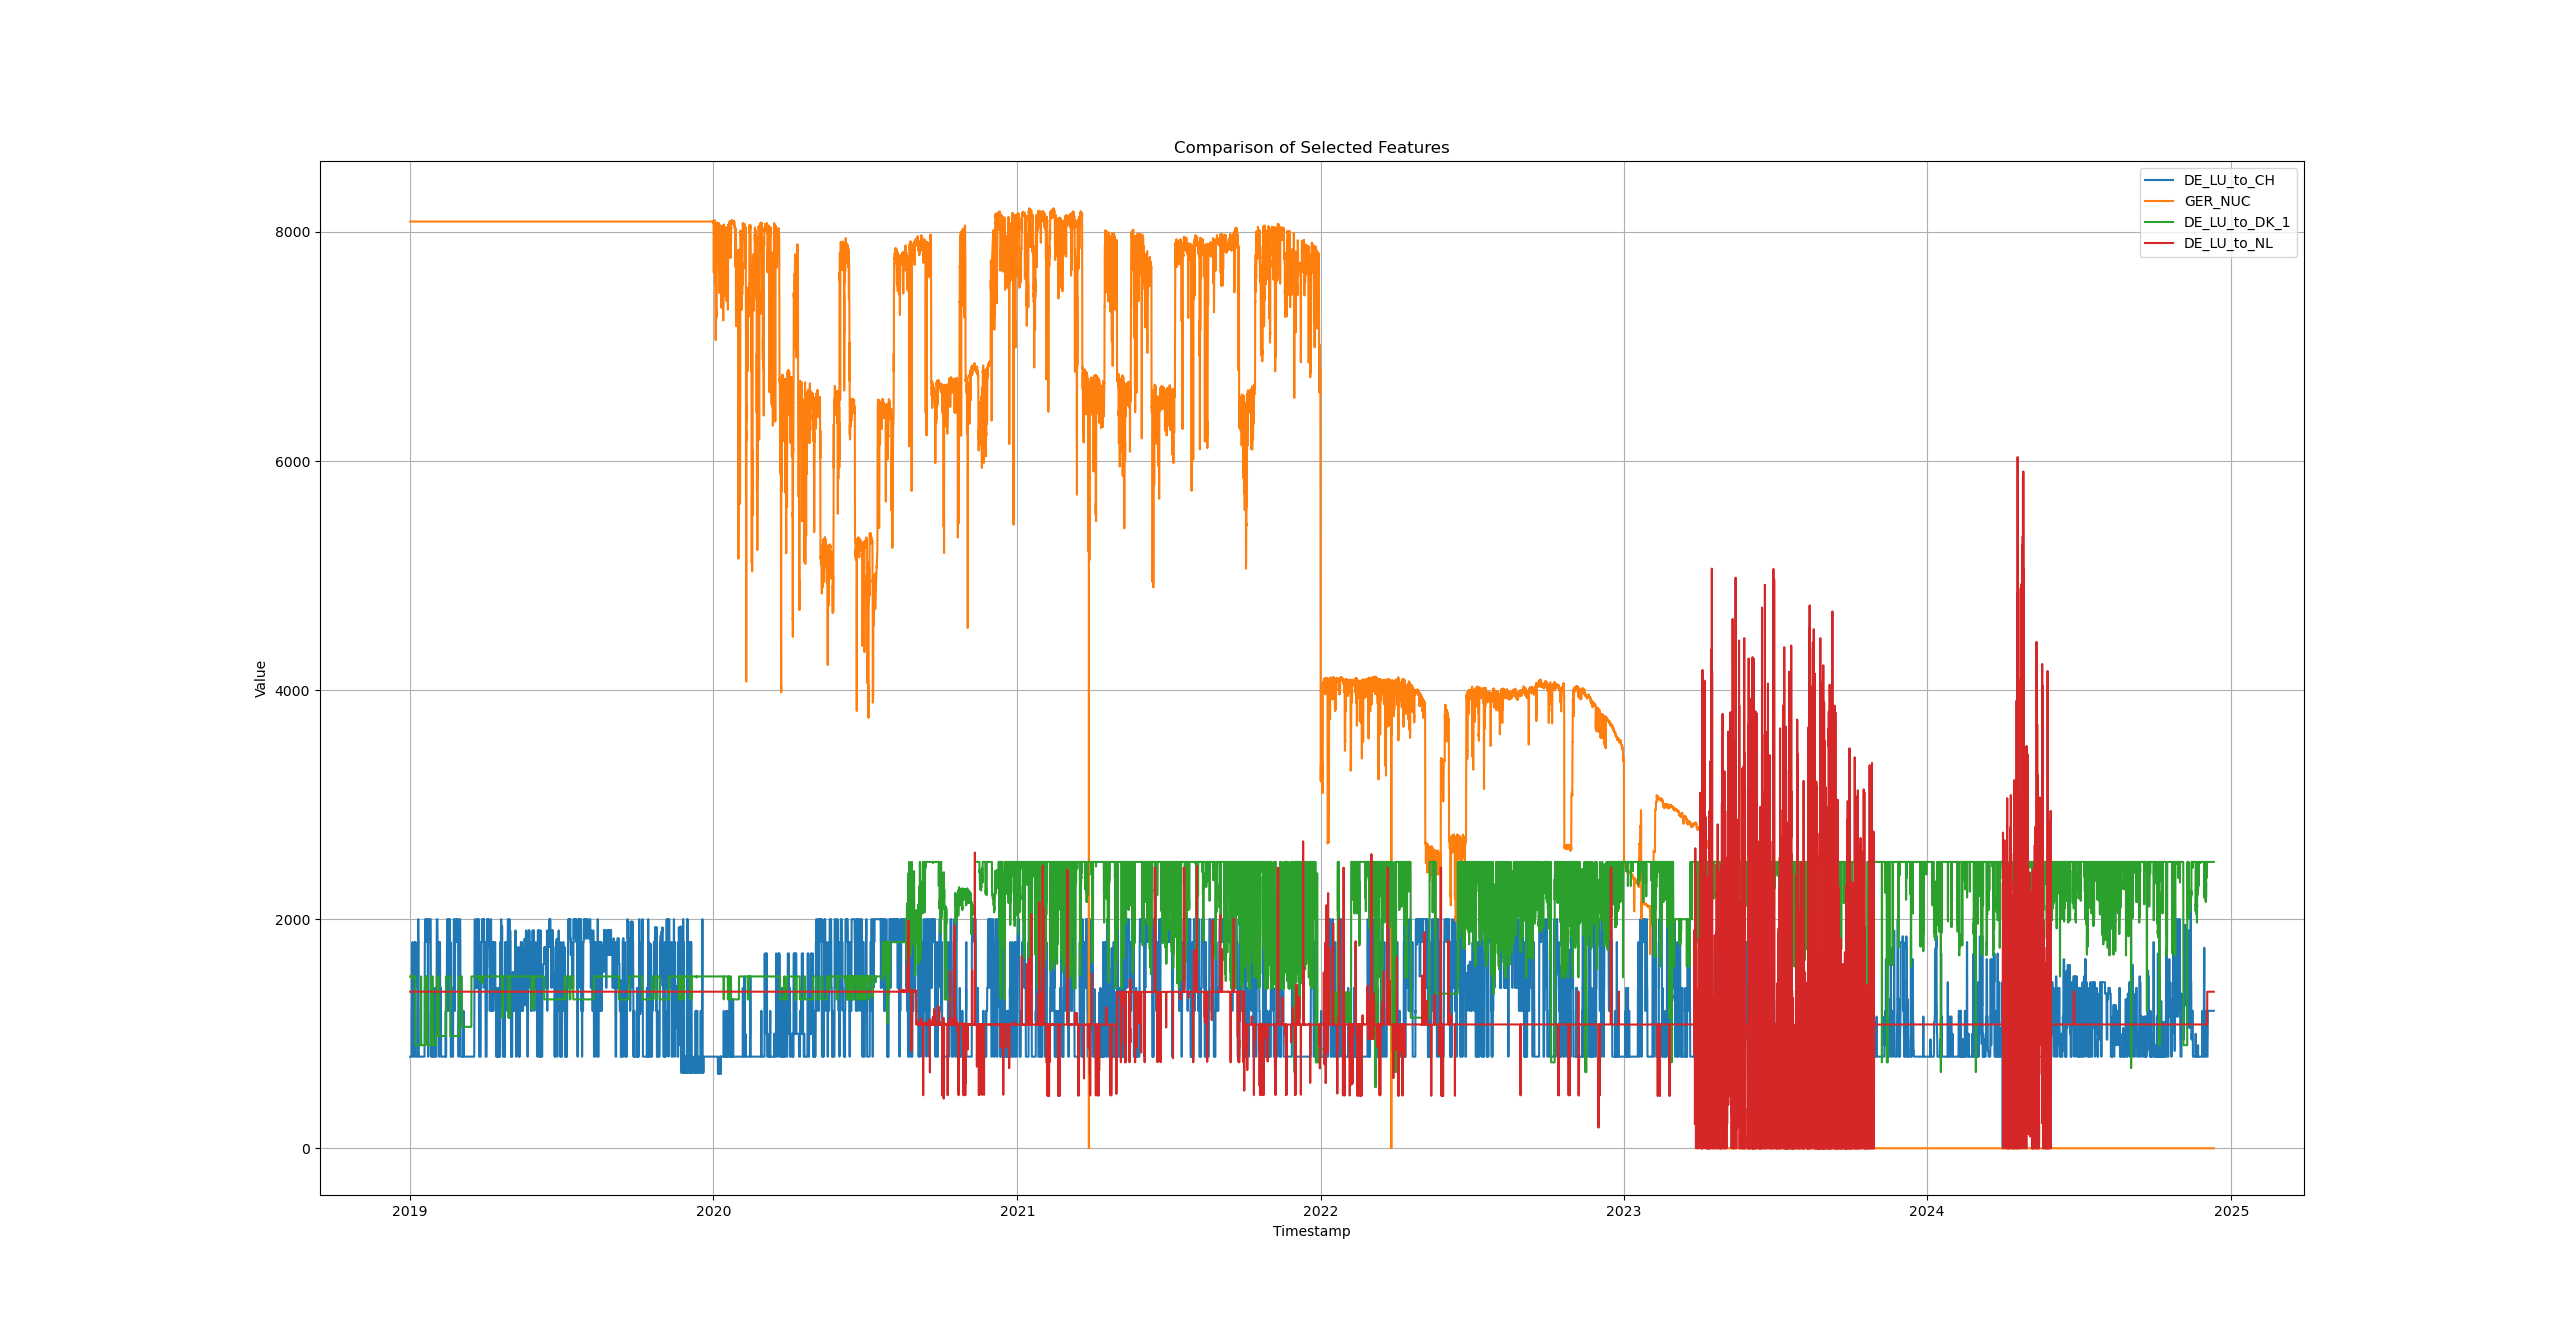 Comparison of Selected Features
DE_LU_to_CH
GER_NUC
DE_LU_to_DK_1
DE_LU_to_NL
8000
6000
4000
2000
0
Value
2019
2020
2021
2022
2023
2024
2025
Timestamp